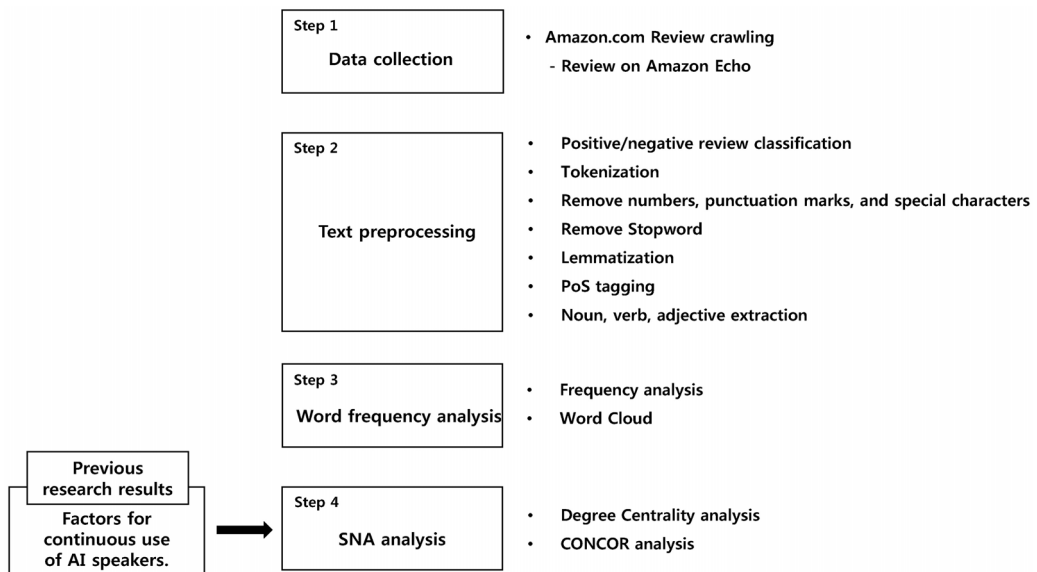 Step 1
Data collection
• Amazon.com Review crawling
- Review on Amazon Echo
Step 2
Text preprocessing
• Positive/negative review classification
• Tokenization
• Remove numbers, punctuation marks, and special characters
• Remove Stopword
• Lemmatization
• PoS tagging
• Noun, verb, adjective extraction
Step 3
Word frequency analysis
• Frequency analysis
• Word Cloud
Previous
research results
Factors for
continuous use
of AI speakers.
Step 4
SNA analysis
• Degree Centrality analysis
• CONCOR analysis